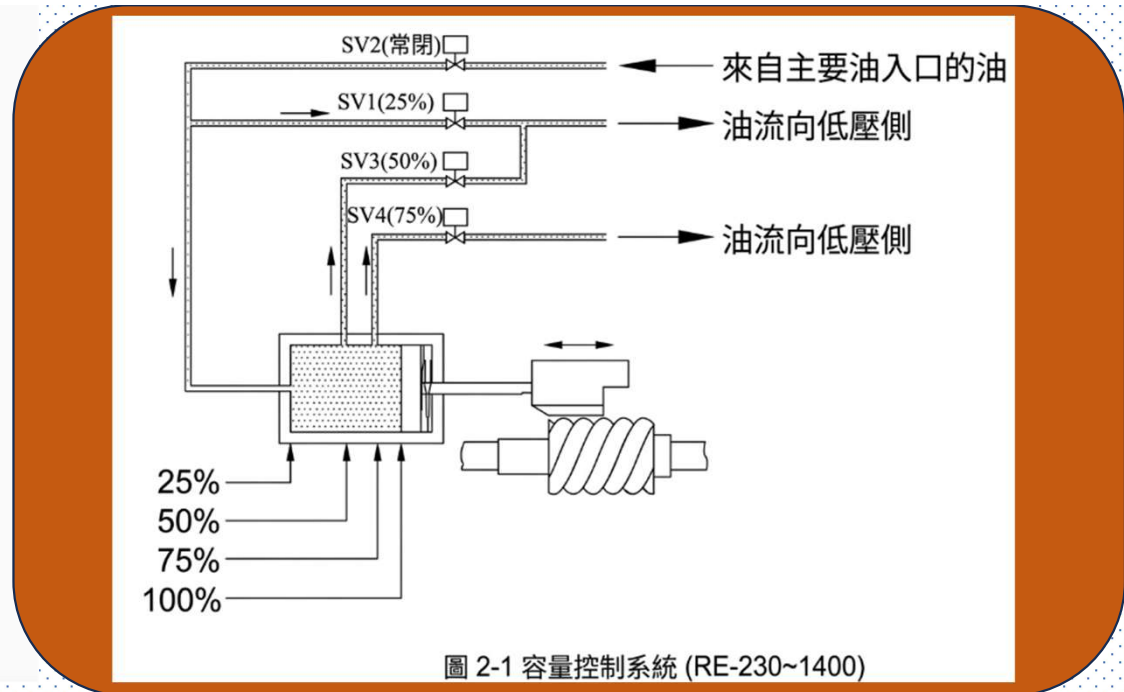 SV2(常閉)
來自主要油入口的油
SV1(25%)
油流向低壓側
SV3(50%)
SV4(75%)
油流向低壓側
25%
50%
75%
100%
圖 2-1 容量控制系統 (RE-230~1400)